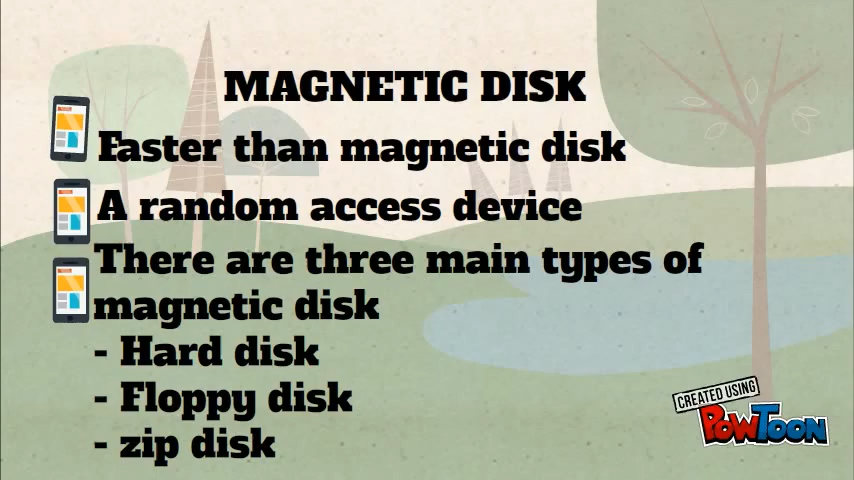 MAGNETIC DISK
Faster than magnetic disk
A random access device
There are three main types of
magnetic disk
- Hard disk
- Floppy disk
- zip disk
CREATED USING
POWTOON